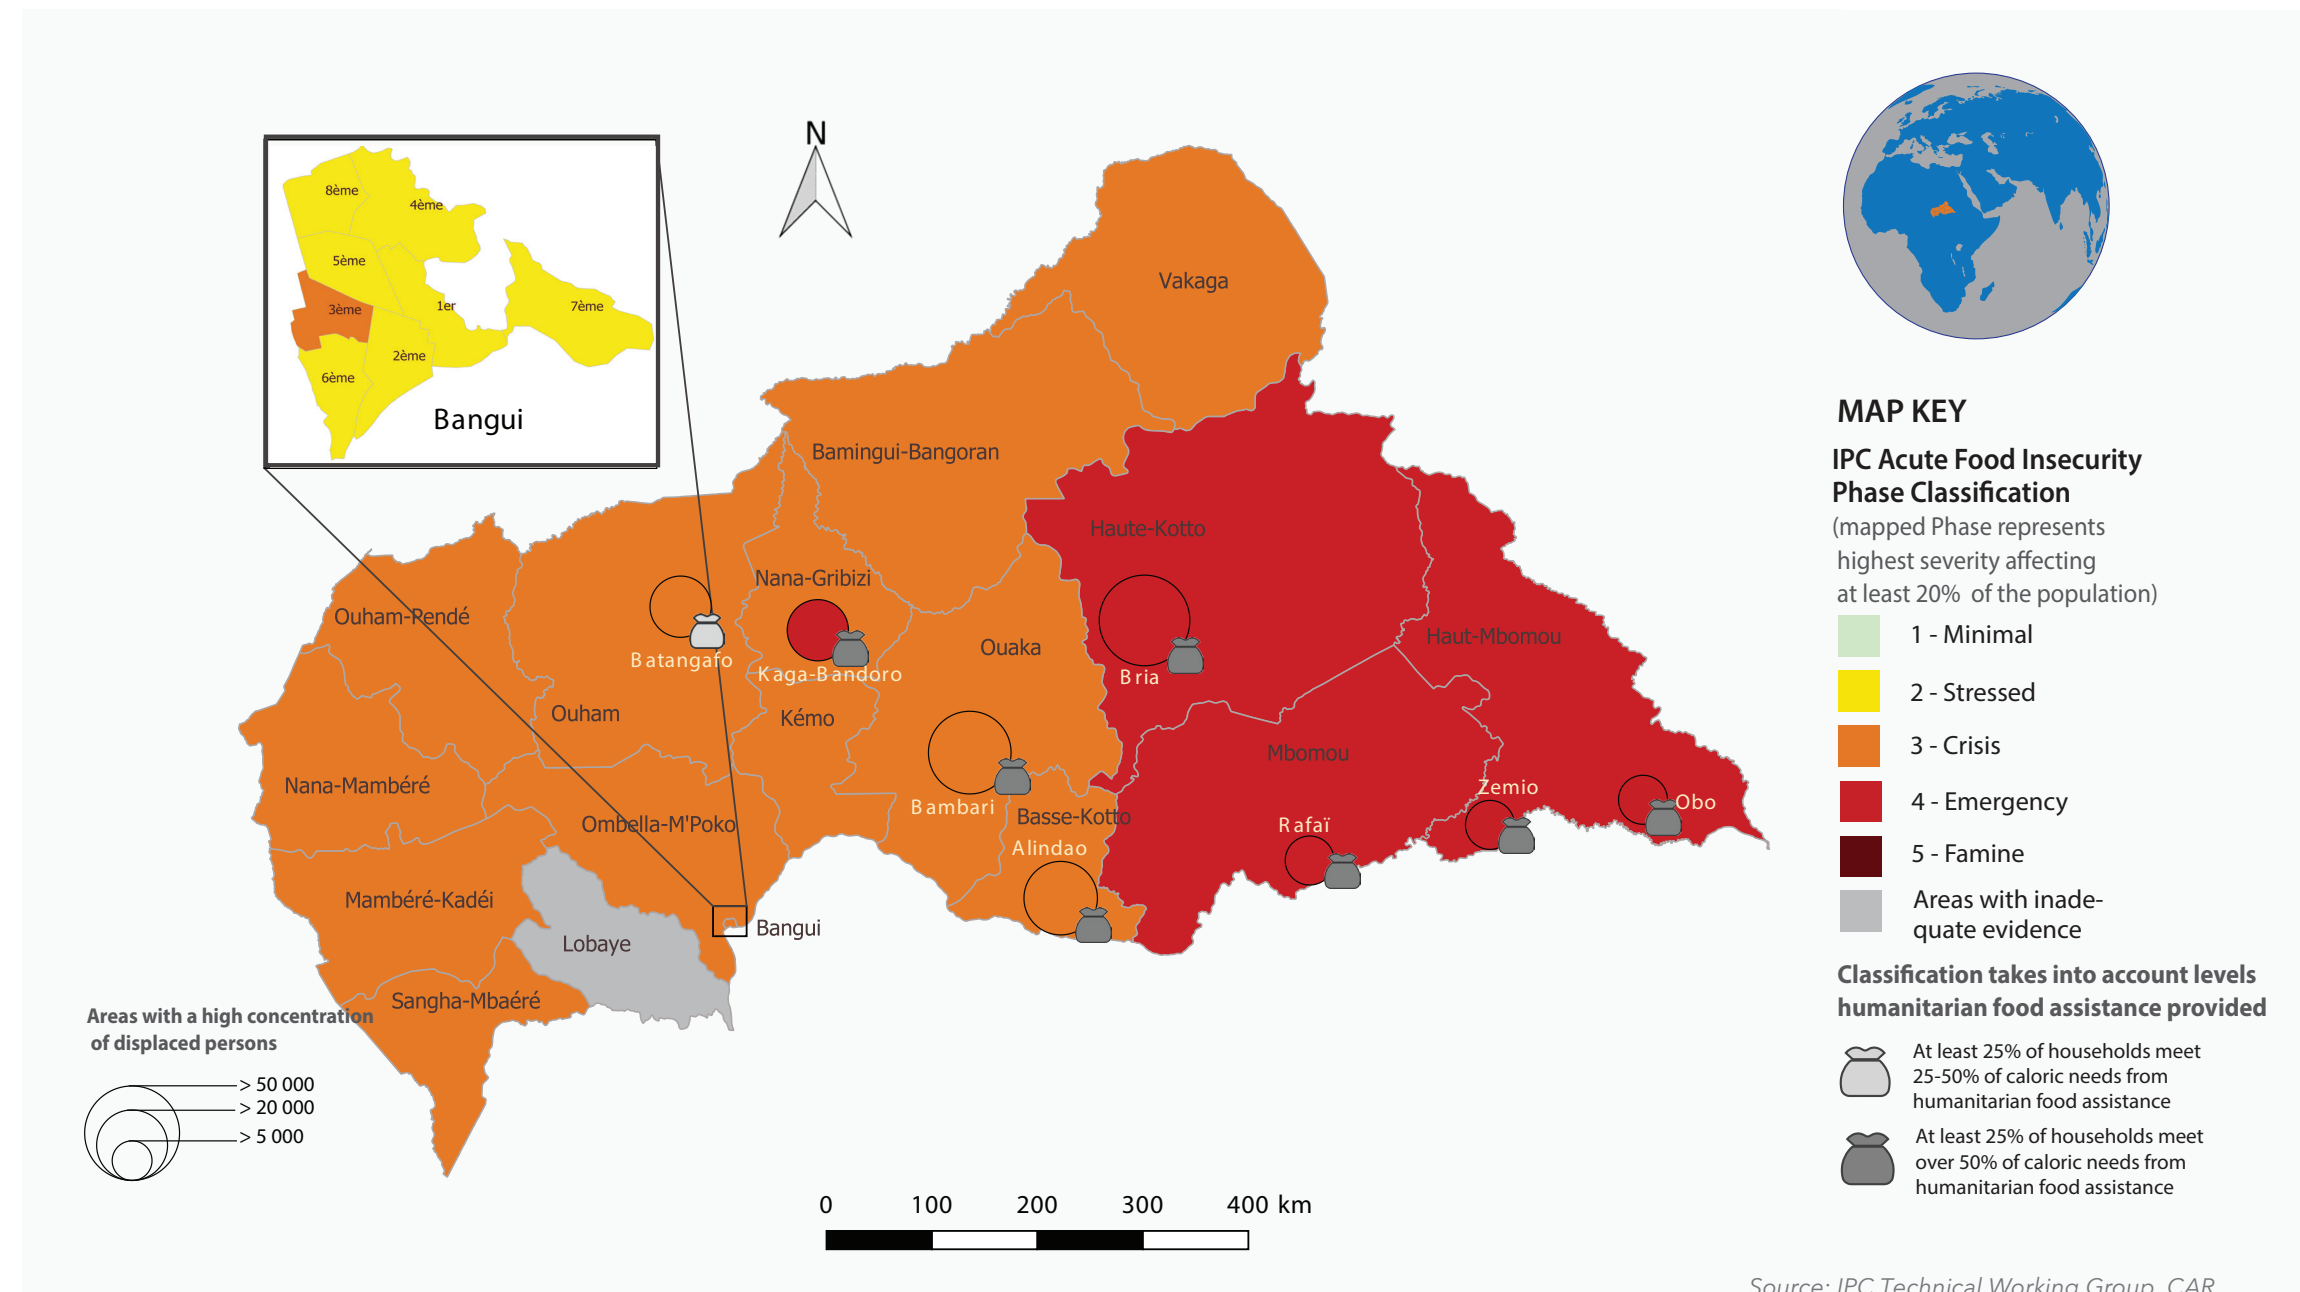 N
8ème
4ème
5ème
3ème
1er
7ème
2ème
6ème
Bangui
Vakaga
Bamingui-Bangoran
Haute-Kotto
Nana-Gribizi
Ouham-Pendé
Ouaka
Haut-Mbomou
Batangafo
Kaga-Bandoro
Bria
Ouham
Kémo
Mbomou
Nana-Mambéré
Zemio
Obo
Bambari
Basse-Kotto
Ombella-M'Poko
Rafaï
Alindao
Mambéré-Kadéi
Bangui
Lobaye
Sangha-Mbaéré
Areas with a high concentration
of displaced persons
> 50 000
> 20 000
> 5 000
0 100 200 300 400 km
MAP KEY
IPC Acute Food Insecurity
Phase Classification
(mapped Phase represents
highest severity affecting
at least 20% of the population)
1 - Minimal
2 - Stressed
3 - Crisis
4 - Emergency
5 - Famine
Areas with inade-
quate evidence
Classification takes into account levels
humanitarian food assistance provided
At least 25% of households meet
25-50% of caloric needs from
humanitarian food assistance
At least 25% of households meet
over 50% of caloric needs from
humanitarian food assistance
Source: IPC Technical Working Group, CAR